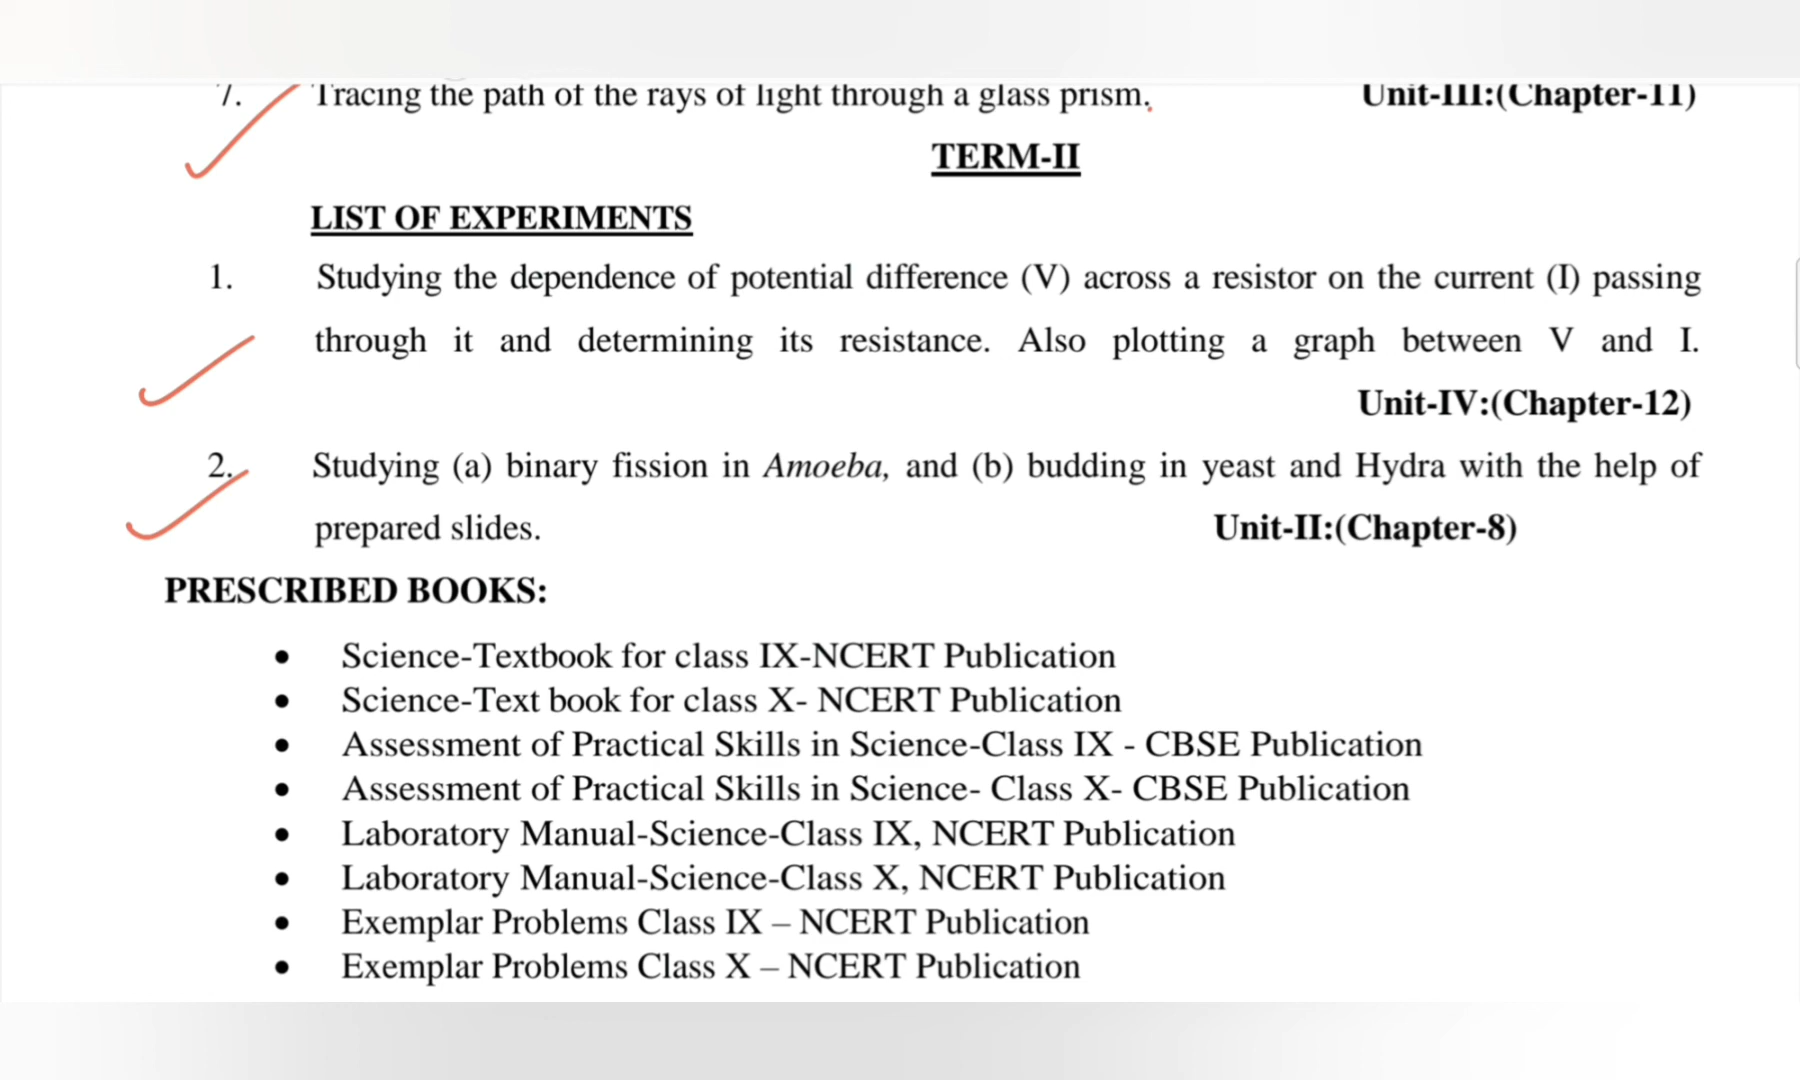 7. Tracing the path of the rays of light through a glass prism. Unit-III:(Chapter-11)
TERM-II
LIST OF EXPERIMENTS
1. Studying the dependence of potential difference (V) across a resistor on the current (I) passing
through it and determining its resistance. Also plotting a graph between V and I.
Unit-IV:(Chapter-12)
2. Studying (a) binary fission in Amoeba, and (b) budding in yeast and Hydra with the help of
prepared slides. Unit-II:(Chapter-8)
PRESCRIBED BOOKS:
• Science-Textbook for class IX-NCERT Publication
• Science-Text book for class X- NCERT Publication
• Assessment of Practical Skills in Science-Class IX - CBSE Publication
• Assessment of Practical Skills in Science- Class X- CBSE Publication
• Laboratory Manual-Science-Class IX, NCERT Publication
• Laboratory Manual-Science-Class X, NCERT Publication
• Exemplar Problems Class IX – NCERT Publication
• Exemplar Problems Class X – NCERT Publication